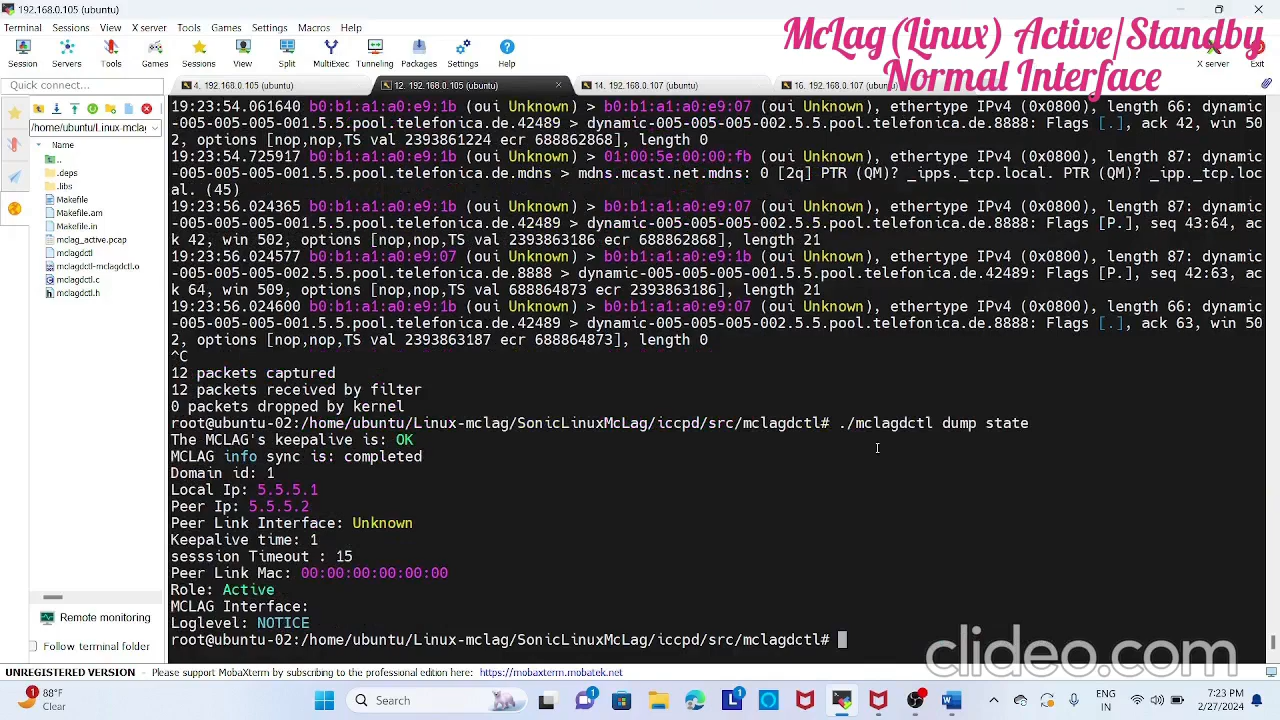 192.168.0.105 (ubuntu)
McLag(Linux) Active/Standby
Normal Interface
Terminal Sessions View X server Tools Games Settings Macros Help
Session Servers Tools Games Sessions View Split MultiExec Tunneling Packages Settings Help X server Exit
Quick connect...
4. 192.168.0.105 (ubuntu)
12. 192.168.0.105 (ubuntu)
14. 192.168.0.107 (ubuntu)
16. 192.168.0.107 (ubuntu)
/home/ubuntu/Linux-mclag
Name
..
.deps
.libs
Makefile
Makefile.am
Makefile.in
mclag_active.pcap
mclagdctl
mclagdctl-mclagdctl.o
mclagdctl.c
mclagdctl.h
Remote monitoring
Follow terminal folder
19:23:54.061640 b0:b1:a1:a0:e9:1b (oui Unknown) > b0:b1:a1:a0:e9:07 (oui Unknown), ethertype IPv4 (0x0800), length 66: dynamic
-005-005-005-001.5.5.pool.telefonica.de.42489 > dynamic-005-005-005-002.5.5.pool.telefonica.de.8888: Flags [.], ack 42, win 50
2, options [nop,nop,TS val 2393861224 ecr 688862868], length 0
19:23:54.725917 b0:b1:a1:a0:e9:1b (oui Unknown) > 01:00:5e:00:00:fb (oui Unknown), ethertype IPv4 (0x0800), length 87: dynamic
-005-005-005-001.5.5.pool.telefonica.de.mdns > mdns.mcast.net.mdns: 0 [2q] PTR (QM)? _ipps._tcp.local. PTR (QM)? _ipp._tcp.loc
al. (45)
19:23:56.024365 b0:b1:a1:a0:e9:1b (oui Unknown) > b0:b1:a1:a0:e9:07 (oui Unknown), ethertype IPv4 (0x0800), length 87: dynamic
-005-005-005-001.5.5.pool.telefonica.de.42489 > dynamic-005-005-005-002.5.5.pool.telefonica.de.8888: Flags [P.], seq 43:64, ac
k 42, win 502, options [nop,nop,TS val 2393863186 ecr 688862868], length 21
19:23:56.024577 b0:b1:a1:a0:e9:07 (oui Unknown) > b0:b1:a1:a0:e9:1b (oui Unknown), ethertype IPv4 (0x0800), length 87: dynamic
-005-005-005-002.5.5.pool.telefonica.de.8888 > dynamic-005-005-005-001.5.5.pool.telefonica.de.42489: Flags [P.], seq 42:63, ac
k 64, win 509, options [nop,nop,TS val 688864873 ecr 2393863186], length 21
19:23:56.024600 b0:b1:a1:a0:e9:1b (oui Unknown) > b0:b1:a1:a0:e9:07 (oui Unknown), ethertype IPv4 (0x0800), length 66: dynamic
-005-005-005-001.5.5.pool.telefonica.de.42489 > dynamic-005-005-005-002.5.5.pool.telefonica.de.8888: Flags [.], ack 63, win 50
2, options [nop,nop,TS val 2393863187 ecr 688864873], length 0
^C
12 packets captured
12 packets received by filter
0 packets dropped by kernel
root@ubuntu-02:/home/ubuntu/Linux-mclag/SonicLinuxMcLag/iccpd/src/mclagdctl# ./mclagdctl dump state
The MCLAG's keepalive is: OK
MCLAG info sync is: completed
Domain id: 1
Local Ip: 5.5.5.1
Peer Ip: 5.5.5.2
Peer Link Interface: Unknown
Keepalive time: 1
sesssion Timeout : 15
Peer Link Mac: 00:00:00:00:00:00
Role: Active
MCLAG Interface:
Loglevel: NOTICE
root@ubuntu-02:/home/ubuntu/Linux-mclag/SonicLinuxMcLag/iccpd/src/mclagdctl#
clideo.com
UNREGISTERED VERSION - Please support MobaXterm by subscribing to the professional edition here: https://mobaxterm.mobatek.net
1
88°F
Clear
Search
1
L 1
ENG
IN
7:23 PM
2/27/2024